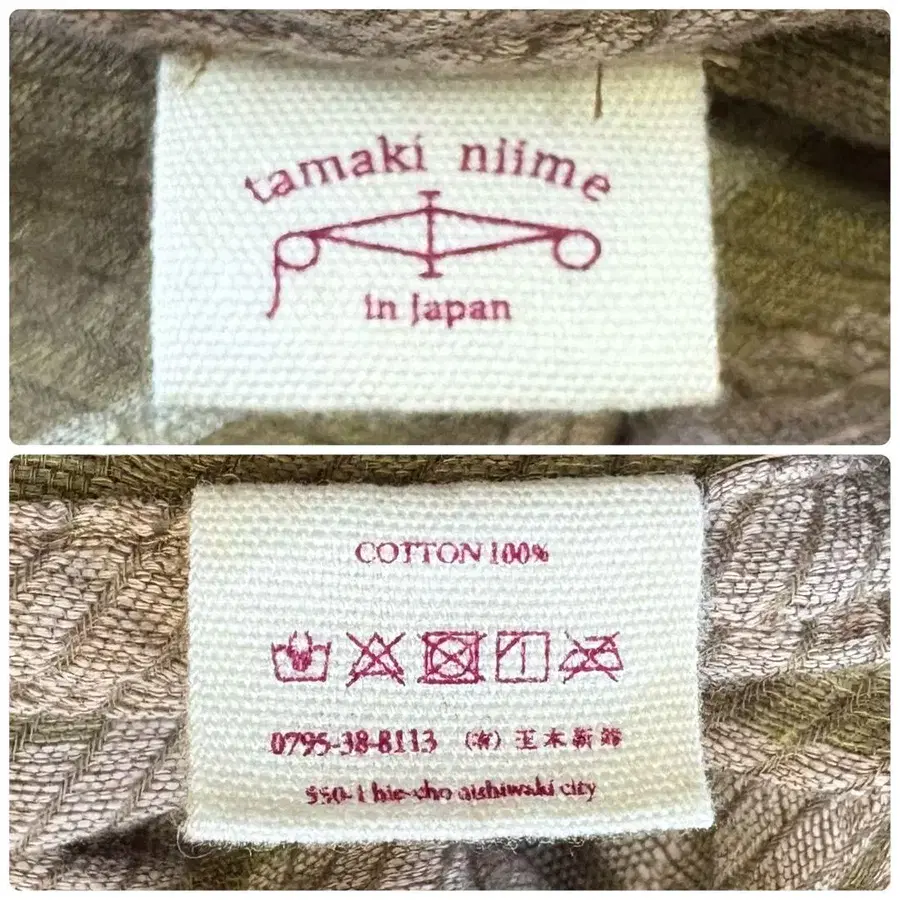 tamaki niime
in Japan
COTTON 100%
0795-38-8113 (有) 玉木新雌
550-1 hie-cho nishiwaki city